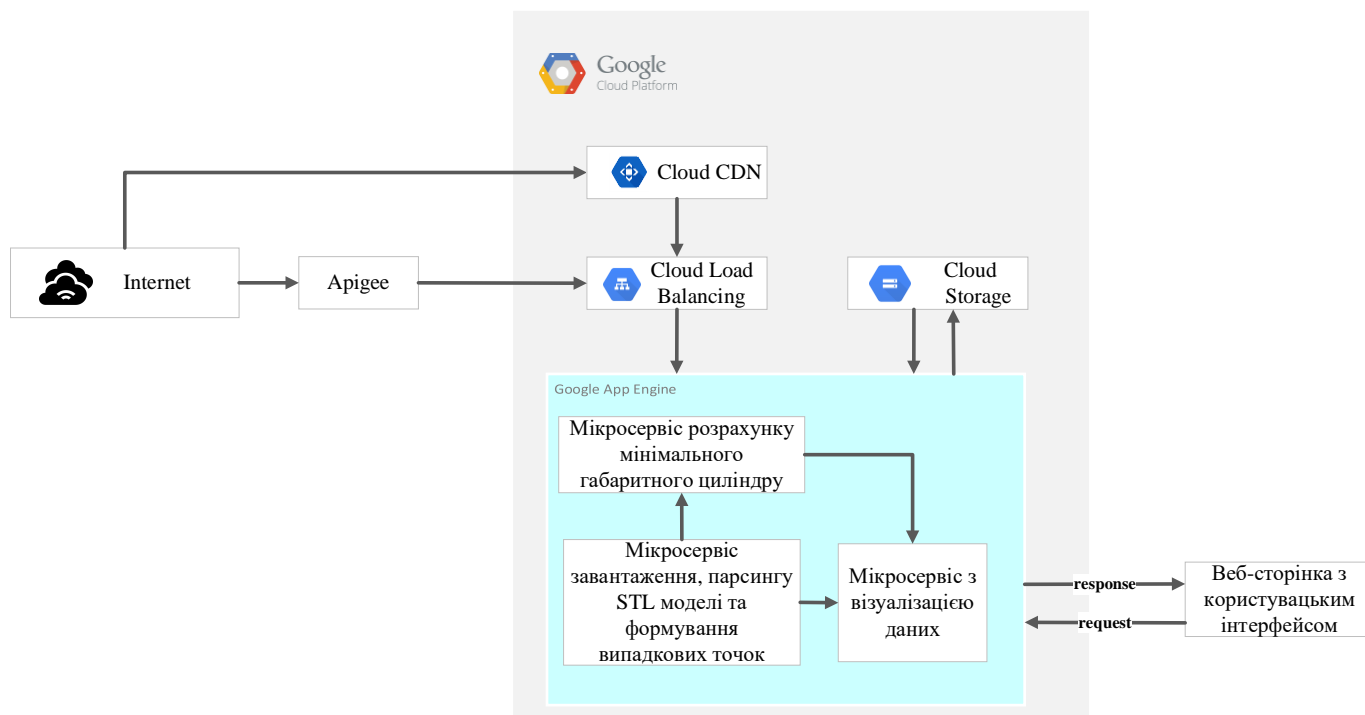 Google
Cloud Platform
Cloud CDN
Internet
Apigee
Cloud Load
Balancing
Cloud
Storage
Google App Engine
Мікросервіс розрахунку
мінімального
габаритного циліндру
Мікросервіс
завантаження, парсингу
STL моделі та
формування
випадкових точок
Мікросервіс з
візуалізацією
даних
response
request
Веб-сторінка з
користувацьким
інтерфейсом